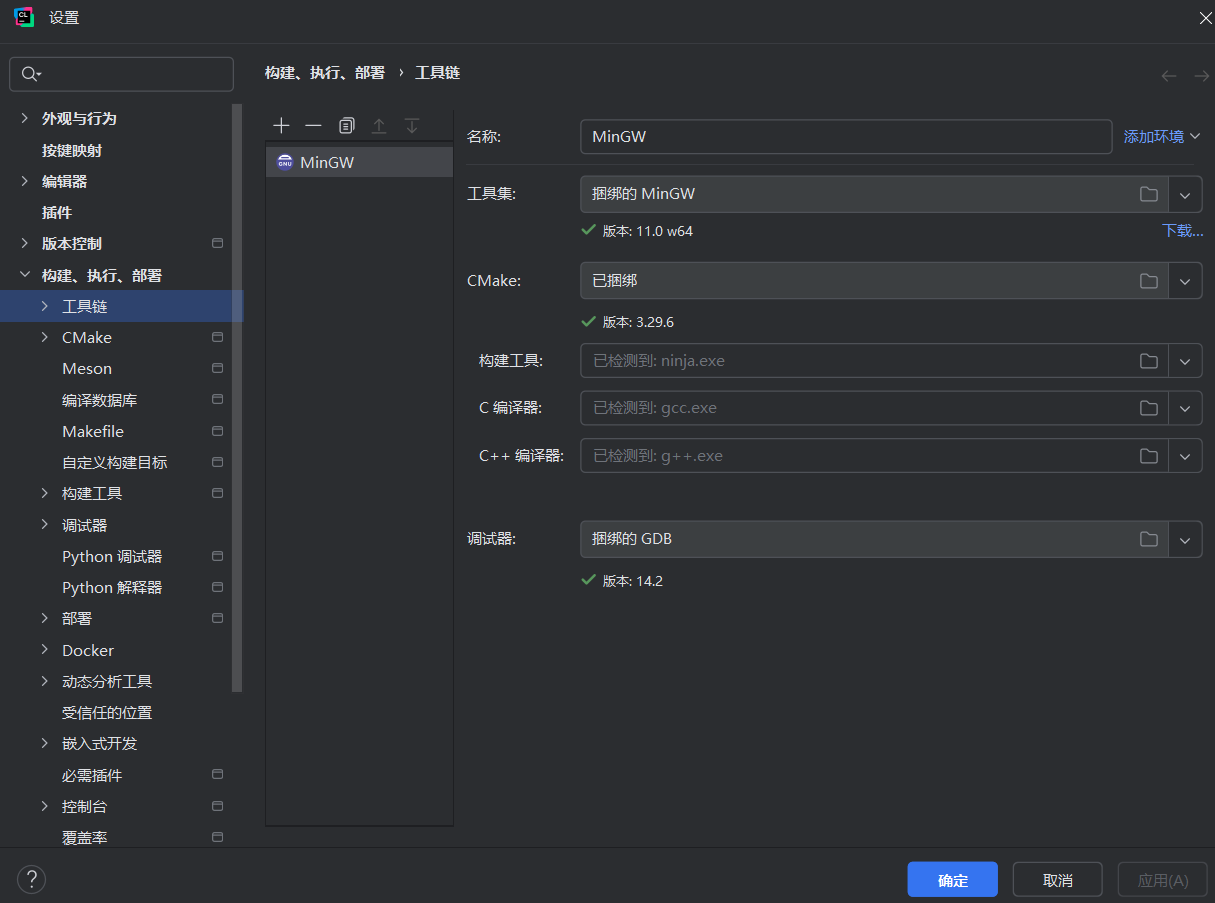 设置
外观与行为
按键映射
编辑器
插件
版本控制
构建、执行、部署
工具链
CMake
Meson
编译数据库
Makefile
自定义构建目标
构建工具
调试器
Python 调试器
Python 解释器
部署
Docker
动态分析工具
受信任的位置
嵌入式开发
必需插件
控制台
覆盖率
构建、执行、部署 › 工具链
MinGW
名称: MinGW 添加环境
工具集: 捆绑的 MinGW
版本: 11.0 w64 下载...
CMake: 已捆绑
版本: 3.29.6
构建工具: 已检测到: ninja.exe
C 编译器: 已检测到: gcc.exe
C++ 编译器: 已检测到: g++.exe
调试器: 捆绑的 GDB
版本: 14.2
?
确定 取消 应用(A)